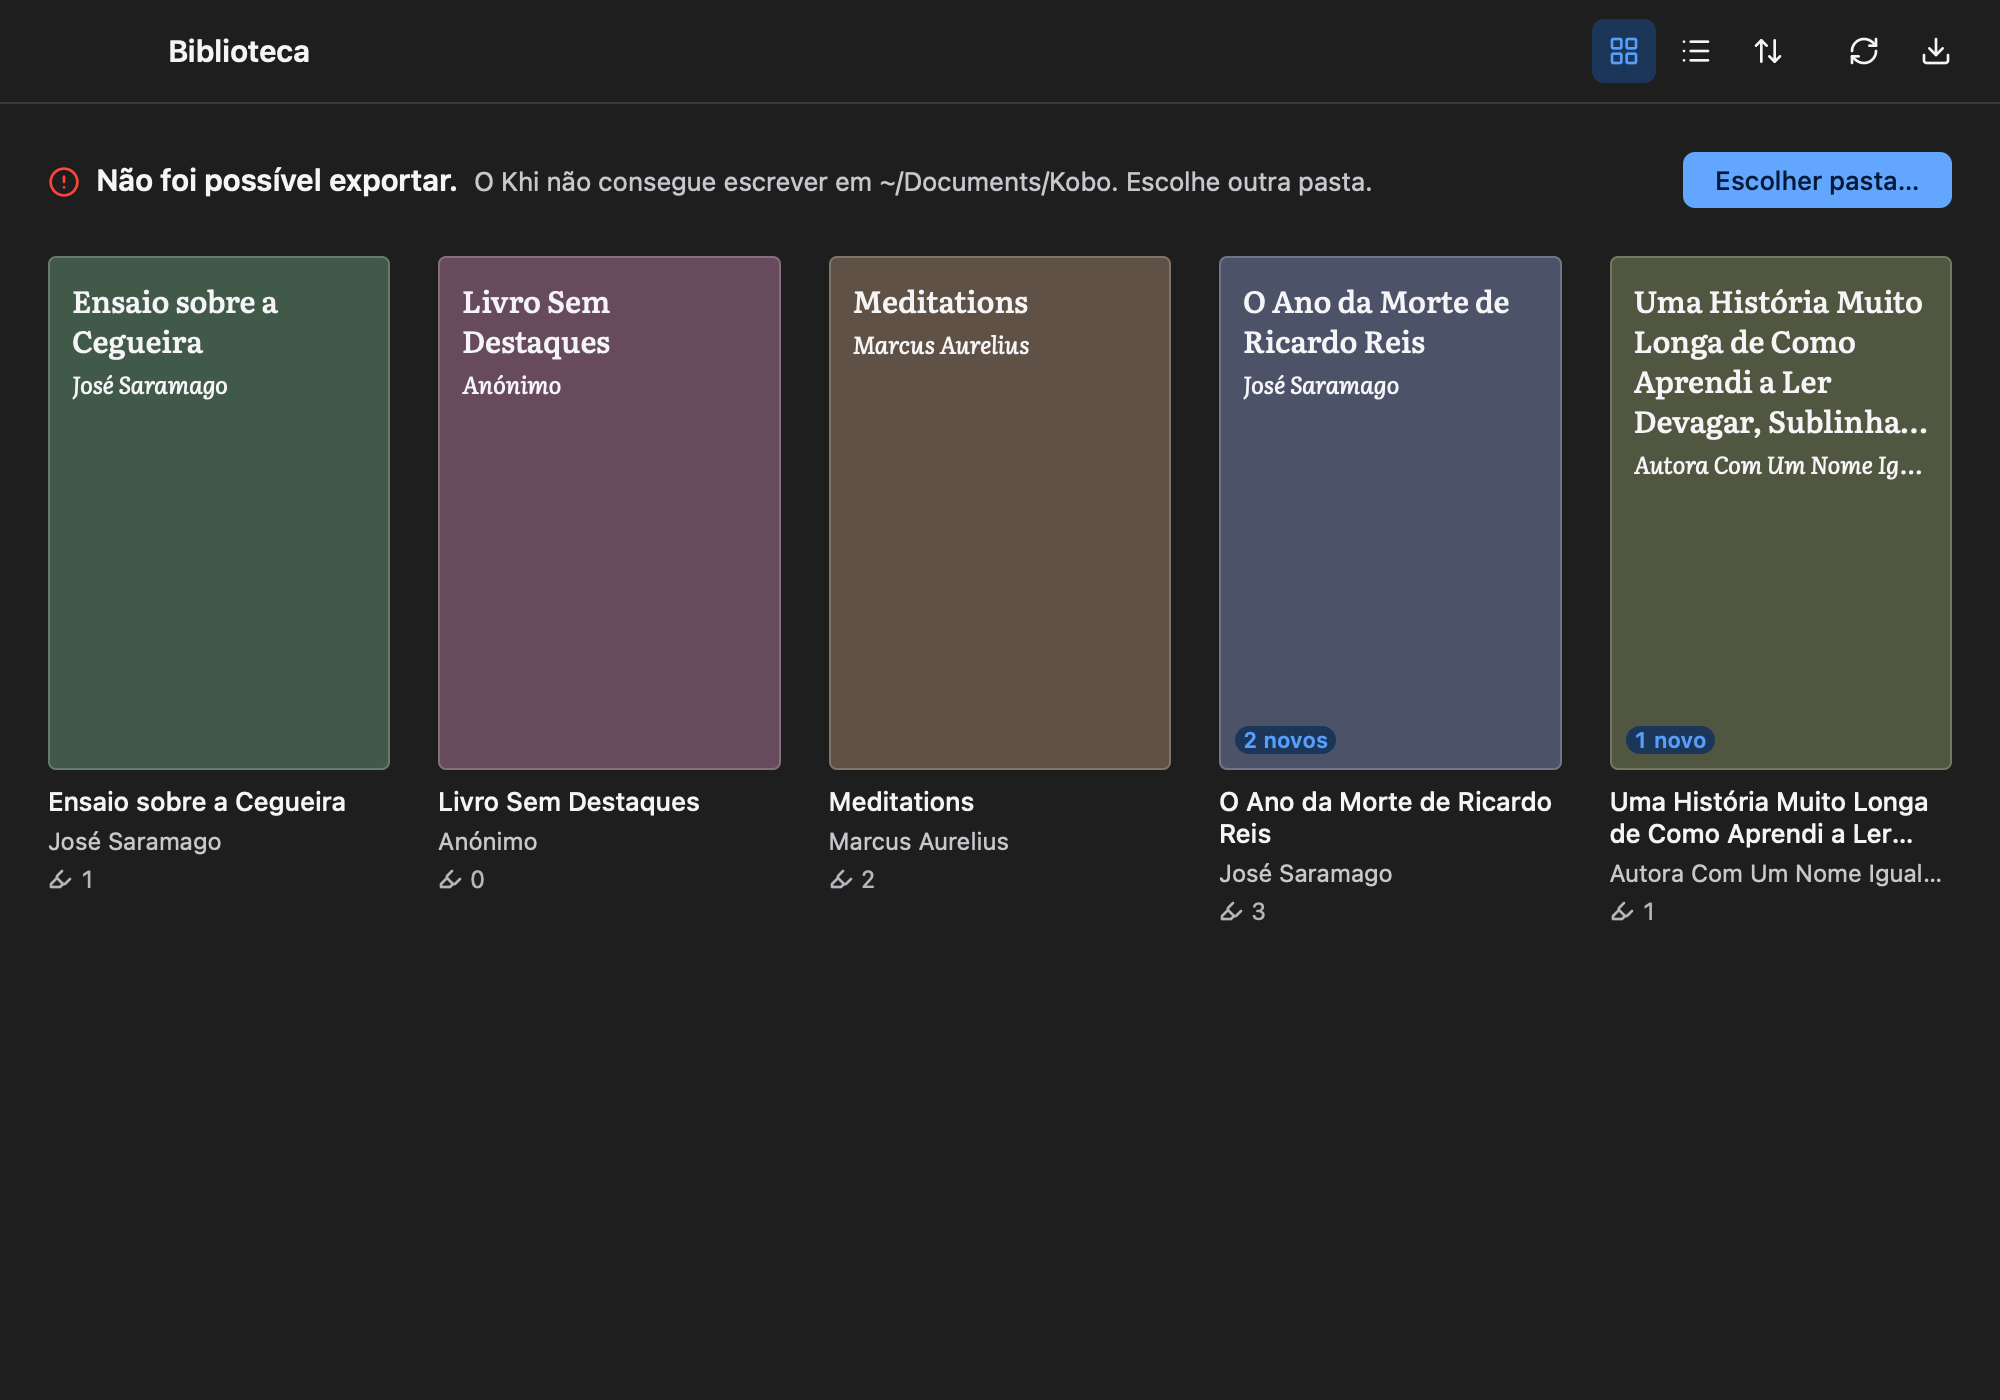 Biblioteca
Não foi possível exportar. O Khi não consegue escrever em ~/Documents/Kobo. Escolhe outra pasta.
Escolher pasta...
Ensaio sobre a
Cegueira
José Saramago
Livro Sem
Destaques
Anónimo
Meditations
Marcus Aurelius
O Ano da Morte de
Ricardo Reis
José Saramago
2 novos
Uma História Muito
Longa de Como
Aprendi a Ler
Devagar, Sublinha...
Autora Com Um Nome Ig...
1 novo
Ensaio sobre a Cegueira
José Saramago
1
Livro Sem Destaques
Anónimo
0
Meditations
Marcus Aurelius
2
O Ano da Morte de Ricardo
Reis
José Saramago
3
Uma História Muito Longa
de Como Aprendi a Ler...
Autora Com Um Nome Igual...
1